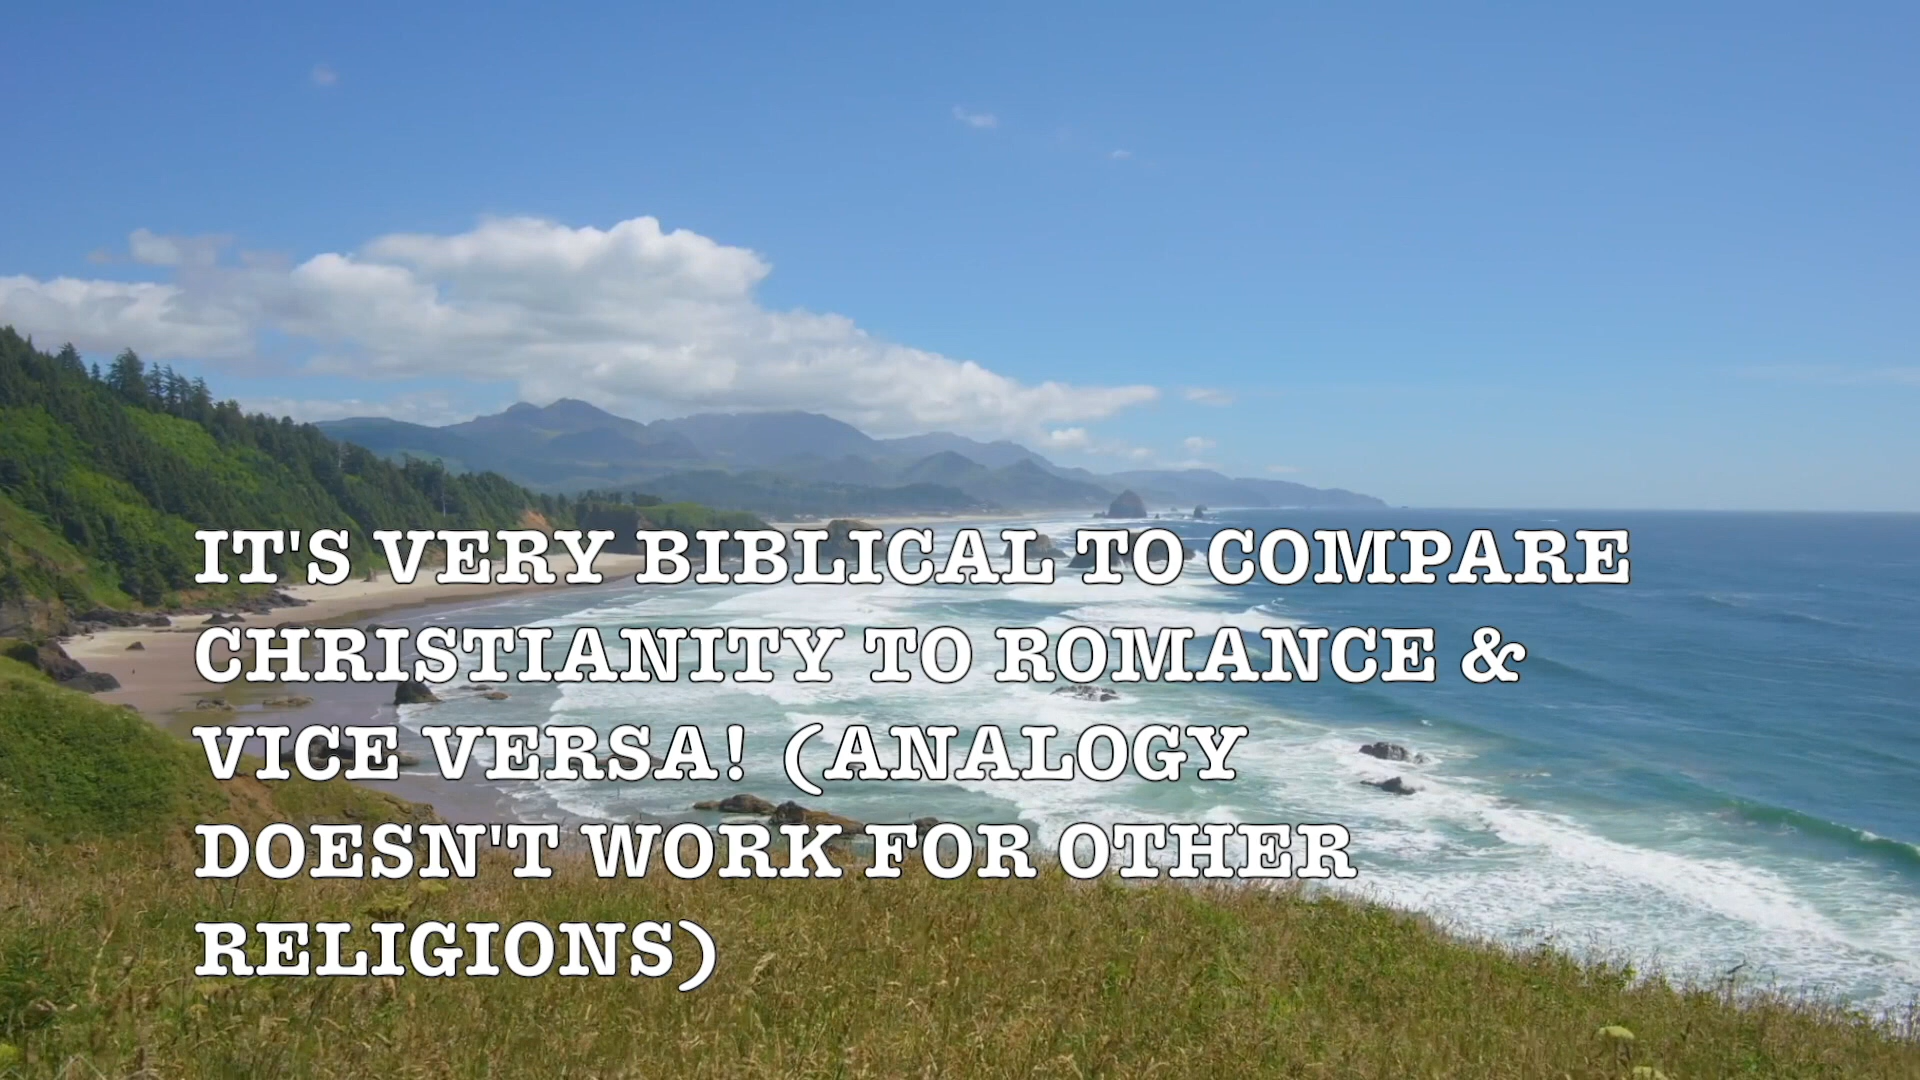 IT'S VERY BIBLICAL TO COMPARE
CHRISTIANITY TO ROMANCE &
VICE VERSA! (ANALOGY
DOESN'T WORK FOR OTHER
RELIGIONS)